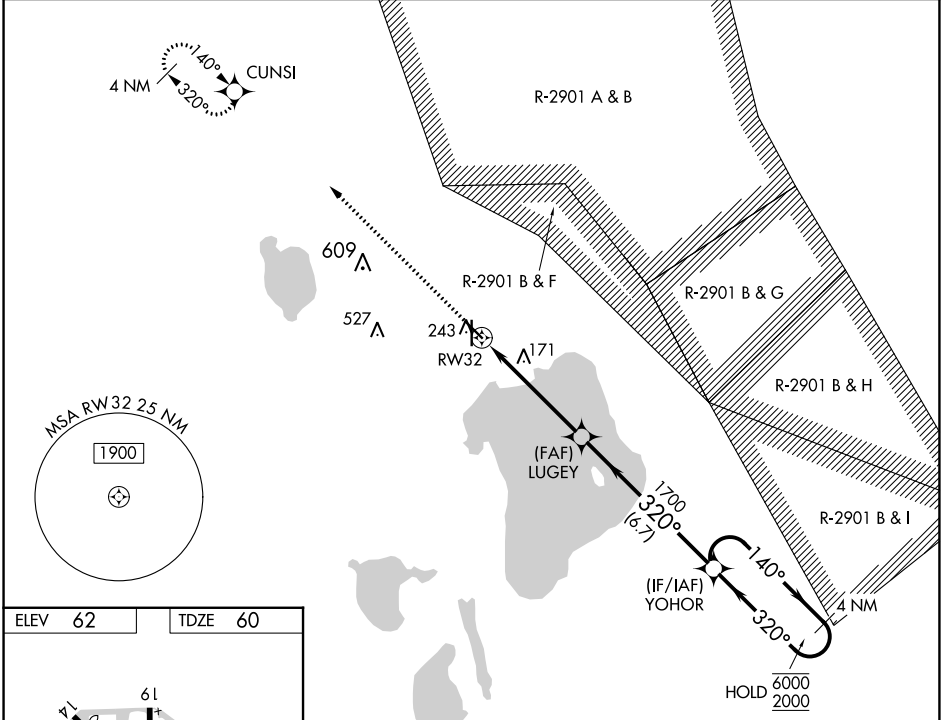 140°
CUNSI
4 NM
320°
R-2901 A & B
609
R-2901 B & F
R-2901 B & G
527
243
RW32
171
R-2901 B & H
MSA RW32 25 NM
1900
(FAF)
LUGEY
1700
320°
(6.7)
R-2901 B & I
140°
(IF/IAF)
YOHOR
4 NM
320°
HOLD 6000
2000
ELEV 62
TDZE 60
14
19